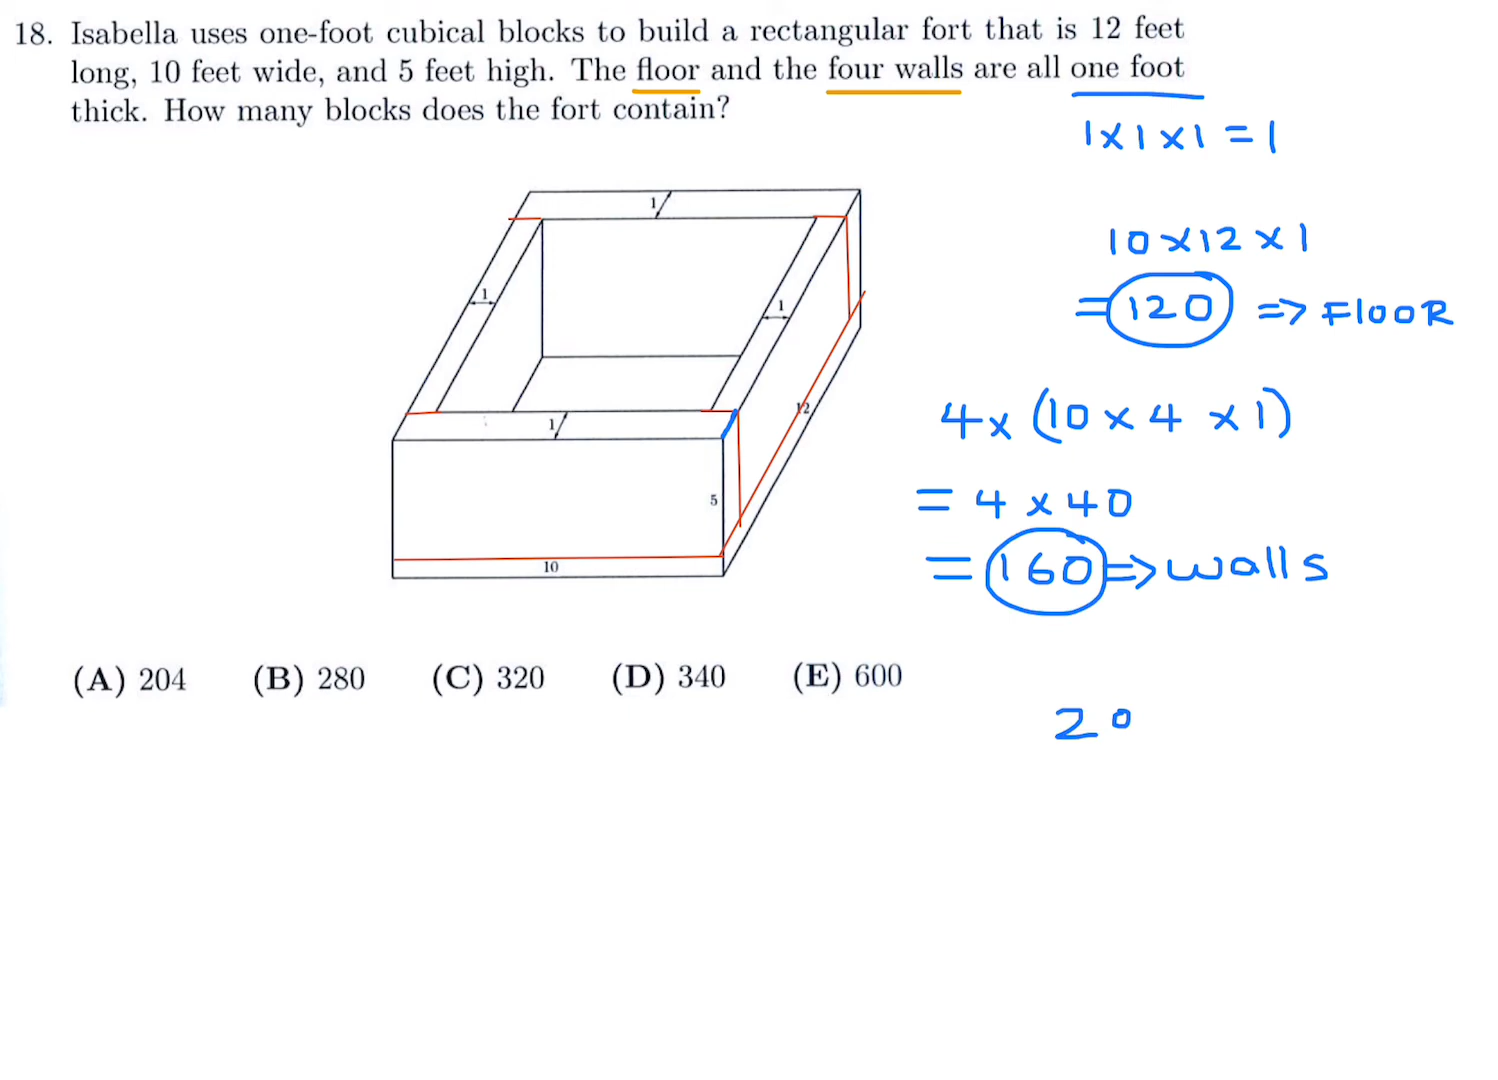 18. Isabella uses one-foot cubical blocks to build a rectangular fort that is 12 feet
long, 10 feet wide, and 5 feet high. The floor and the four walls are all one foot
thick. How many blocks does the fort contain?
1 x 1 x 1 = 1
1
10 x 12 x 1
1
1
= 120 => FlooR
12
4 x (10 x 4 x 1)
1
5
= 4 x 40
10
= 160 => walls
(A) 204 (B) 280 (C) 320 (D) 340 (E) 600
20